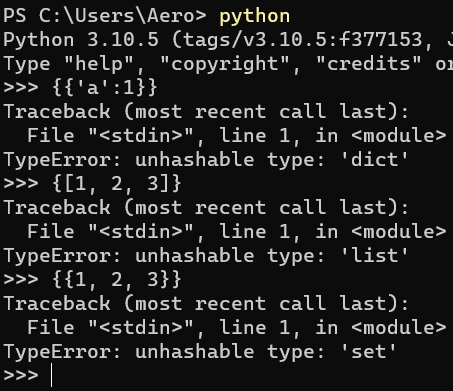 PS C:\Users\Aero> python
Python 3.10.5 (tags/v3.10.5:f377153,
Type "help", "copyright", "credits" or
>>> {{'a':1}}
Traceback (most recent call last):
  File "<stdin>", line 1, in <module>
TypeError: unhashable type: 'dict'
>>> {[1, 2, 3]}
Traceback (most recent call last):
  File "<stdin>", line 1, in <module>
TypeError: unhashable type: 'list'
>>> {{1, 2, 3}}
Traceback (most recent call last):
  File "<stdin>", line 1, in <module>
TypeError: unhashable type: 'set'
>>>